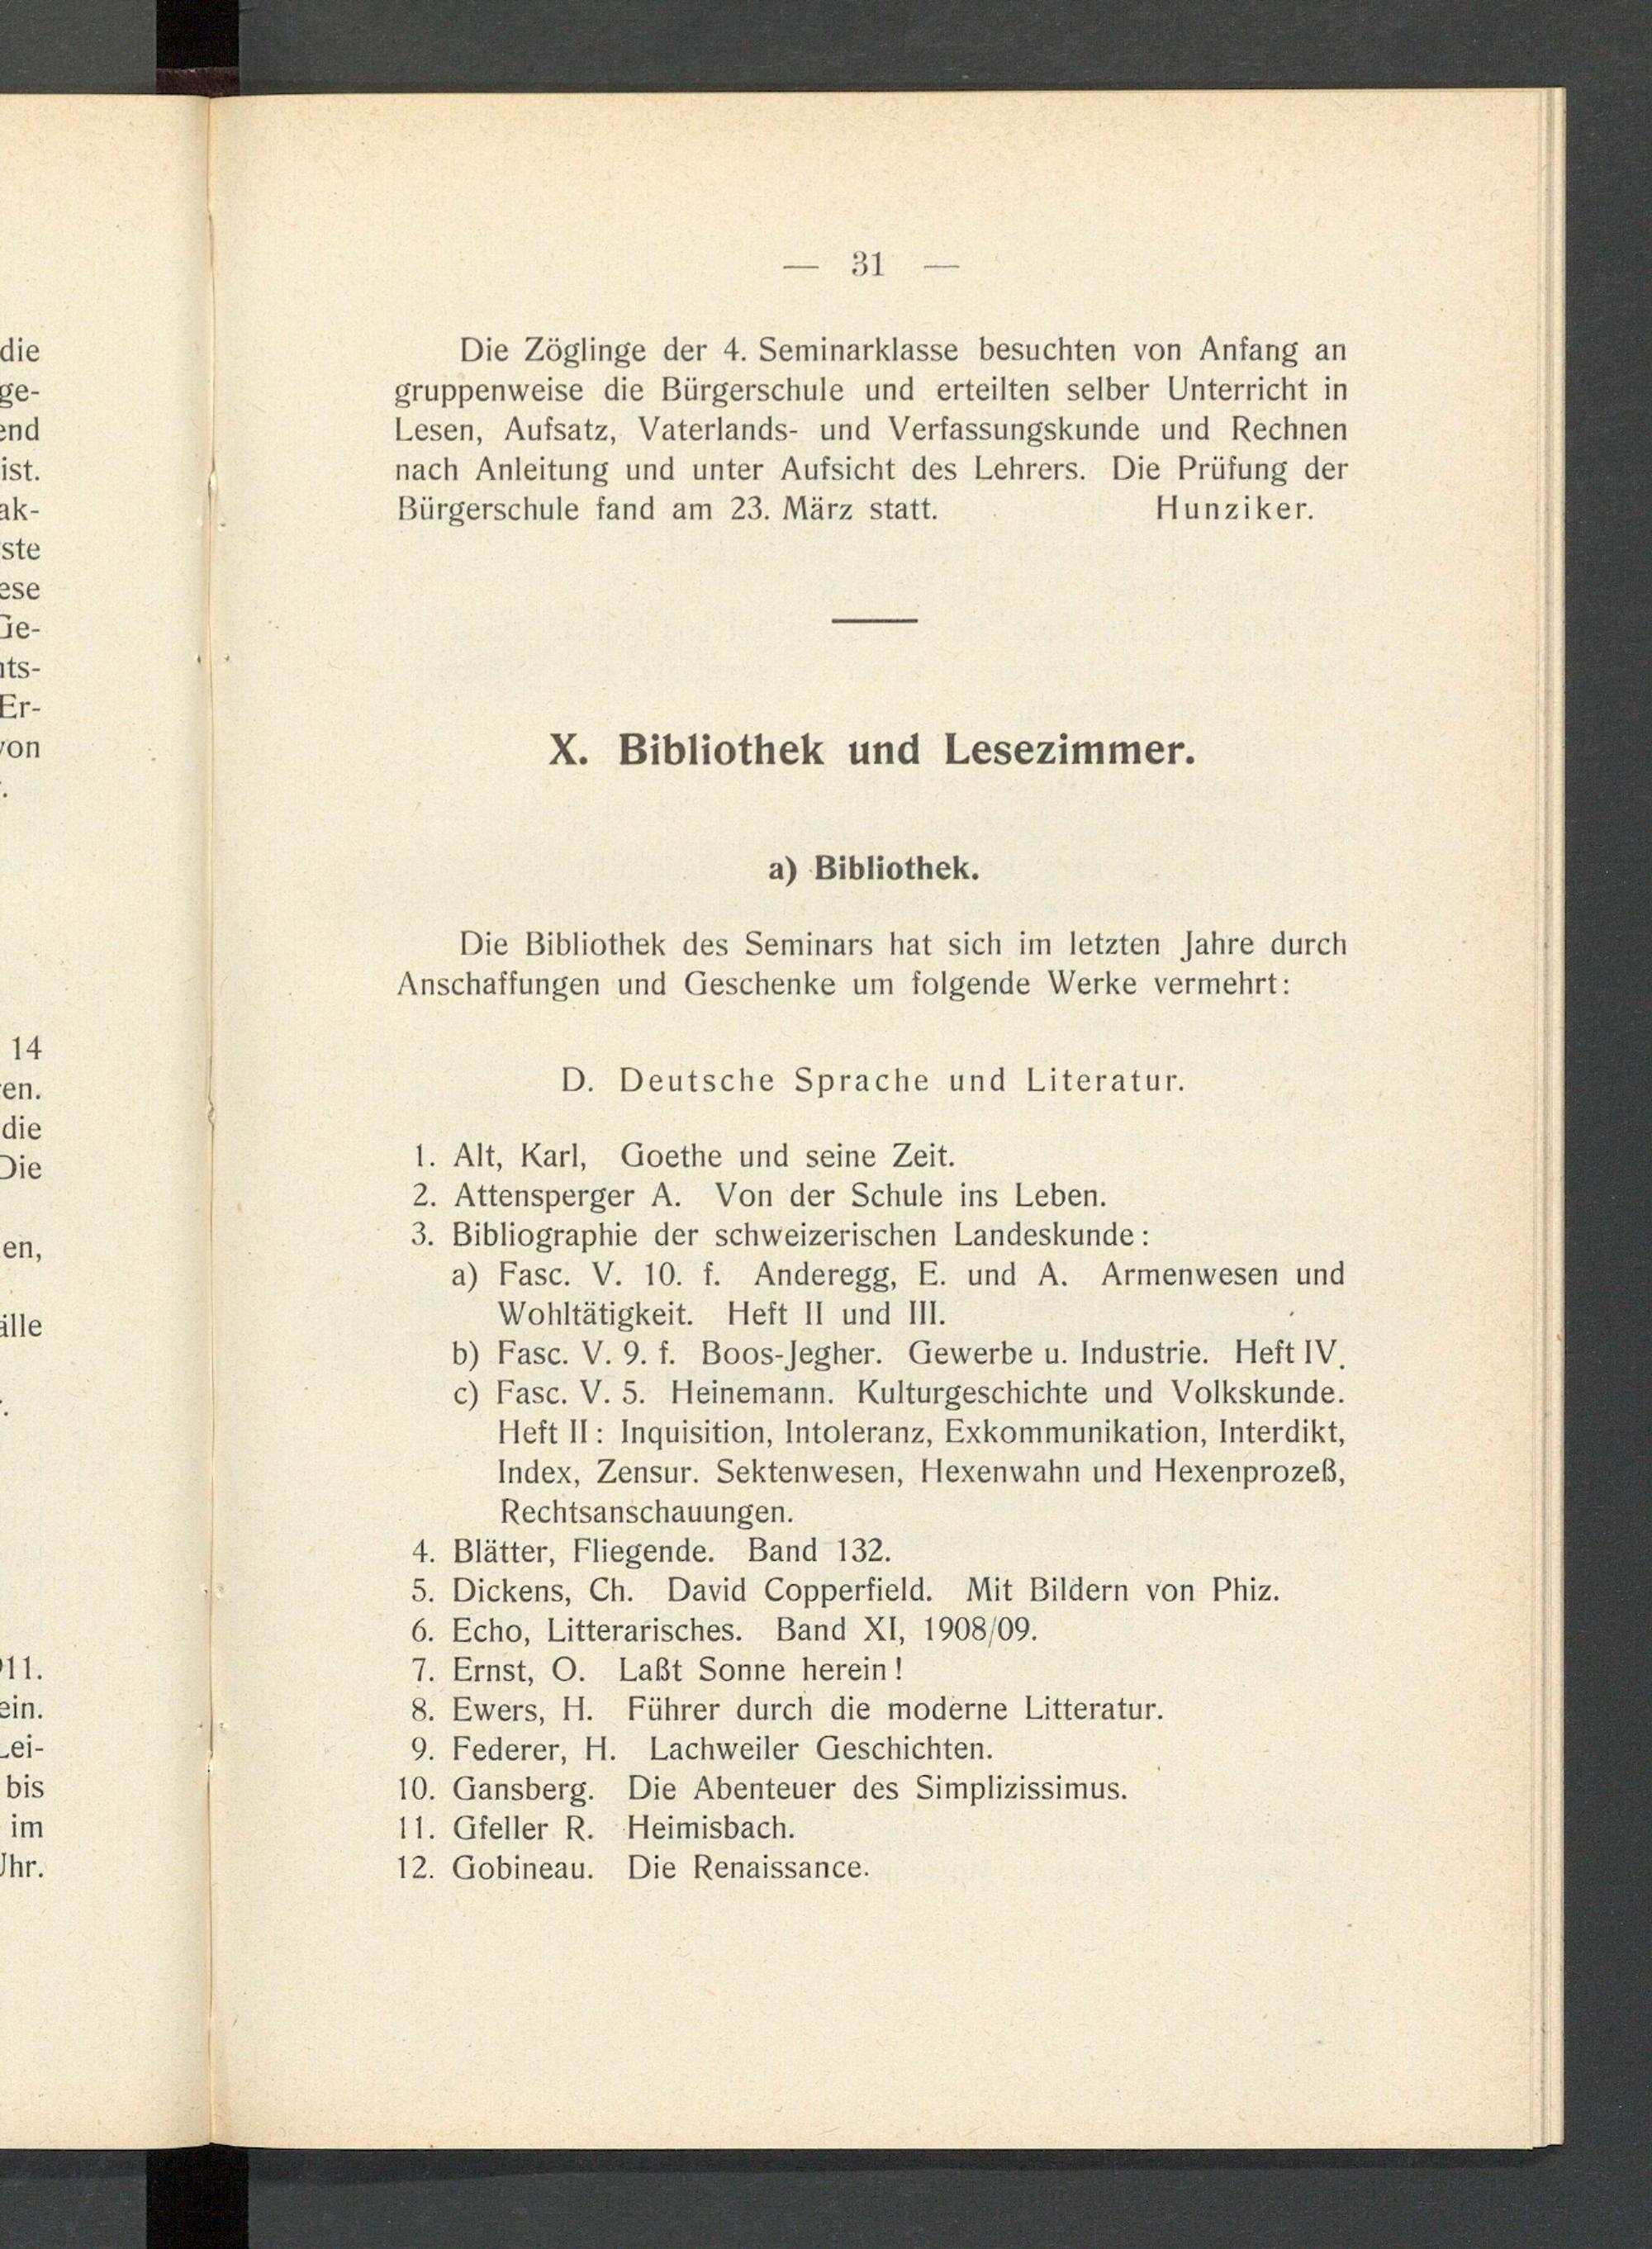 — 31 —
Die Zöglinge der 4. Seminarklasse besuchten von Anfang an
gruppenweise die Bürgerschule und erteilten selber Unterricht in
Lesen, Aufsatz, Vaterlands- und Verfassungskunde und Rechnen
nach Anleitung und unter Aufsicht des Lehrers. Die Prüfung der
Bürgerschule fand am 23. März statt. Hunziker.
X. Bibliothek und Lesezimmer.
a) Bibliothek.
Die Bibliothek des Seminars hat sich im letzten Jahre durch
Anschaffungen und Geschenke um folgende Werke vermehrt:
D. Deutsche Sprache und Literatur.
1. Alt, Karl, Goethe und seine Zeit.
2. Attensperger A. Von der Schule ins Leben.
3. Bibliographie der schweizerischen Landeskunde:
a) Fasc. V. 10. f. Anderegg, E. und A. Armenwesen und
Wohltätigkeit. Heft II und III.
b) Fasc. V. 9. f. Boos-Jegher. Gewerbe u. Industrie. Heft IV.
c) Fasc. V. 5. Heinemann. Kulturgeschichte und Volkskunde.
Heft II: Inquisition, Intoleranz, Exkommunikation, Interdikt,
Index, Zensur. Sektenwesen, Hexenwahn und Hexenprozeß,
Rechtsanschauungen.
4. Blätter, Fliegende. Band 132.
5. Dickens, Ch. David Copperfield. Mit Bildern von Phiz.
6. Echo, Litterarisches. Band XI, 1908/09.
7. Ernst, O. Laßt Sonne herein!
8. Ewers, H. Führer durch die moderne Litteratur.
9. Federer, H. Lachweiler Geschichten.
10. Gansberg. Die Abenteuer des Simplizissimus.
11. Gfeller R. Heimisbach.
12. Gobineau. Die Renaissance.